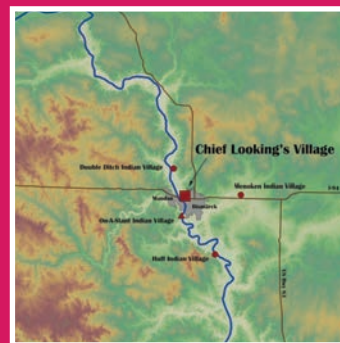 Chief Looking's Village
Double Ditch Indian Village
Menoken Indian Village
I-94
Mandan
Bismarck
On-A-Slant Indian Village
Huff Indian Village